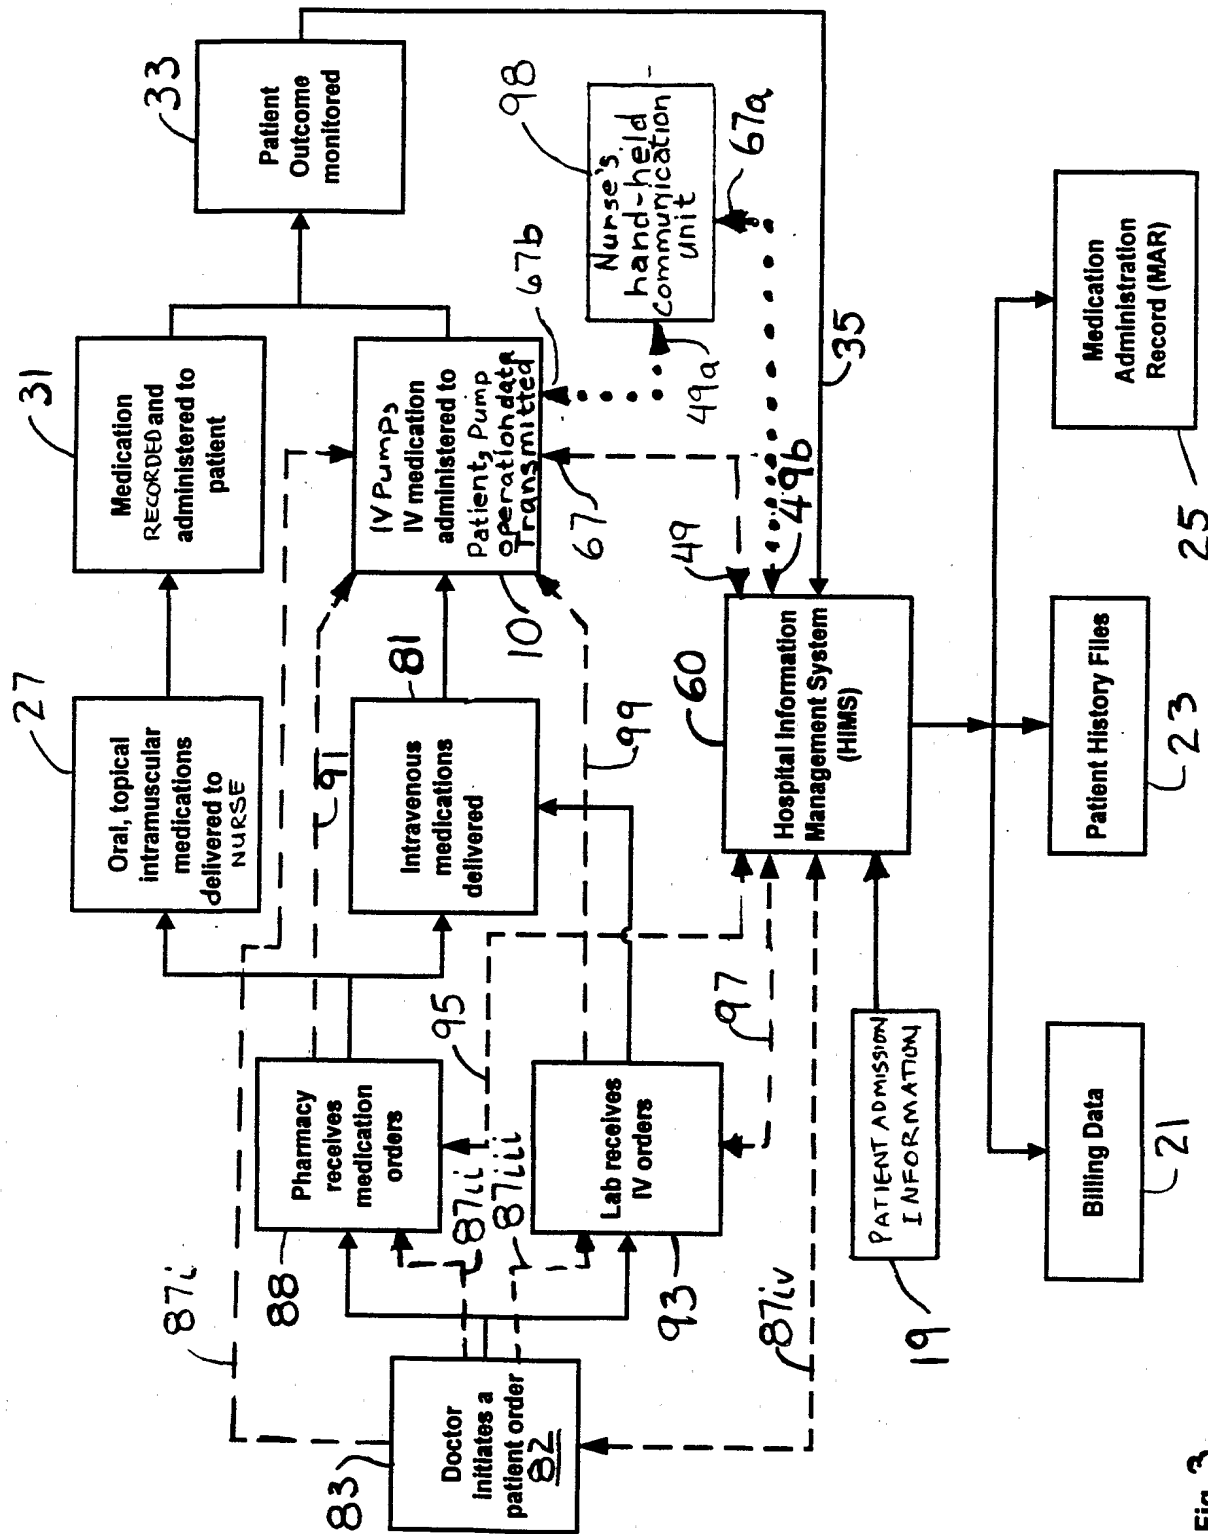 83
Doctor
initiates a
patient order
82
87i
88
Pharmacy
receives
medication
orders
87ii
87iii
93
Lab receives
IV orders
87iv
95
97
91
99
27
Oral, topical
intramuscular
medications
delivered to
NURSE
81
Intravenous
medications
delivered
31
Medication
RECORDED and
administered to
patient
10
IV Pumps
IV medication
administered to
Patient, Pump
operation data
Transmitted
33
Patient
Outcome
monitored
98
Nurse's
hand-held
communication
unit
67b
49a
67a
67
49
49b
35
60
Hospital Information
Management System
(HIMS)
19
PATIENT ADMISSION
INFORMATION
Billing Data
21
Patient History Files
23
Medication
Administration
Record (MAR)
25
Fig. 3